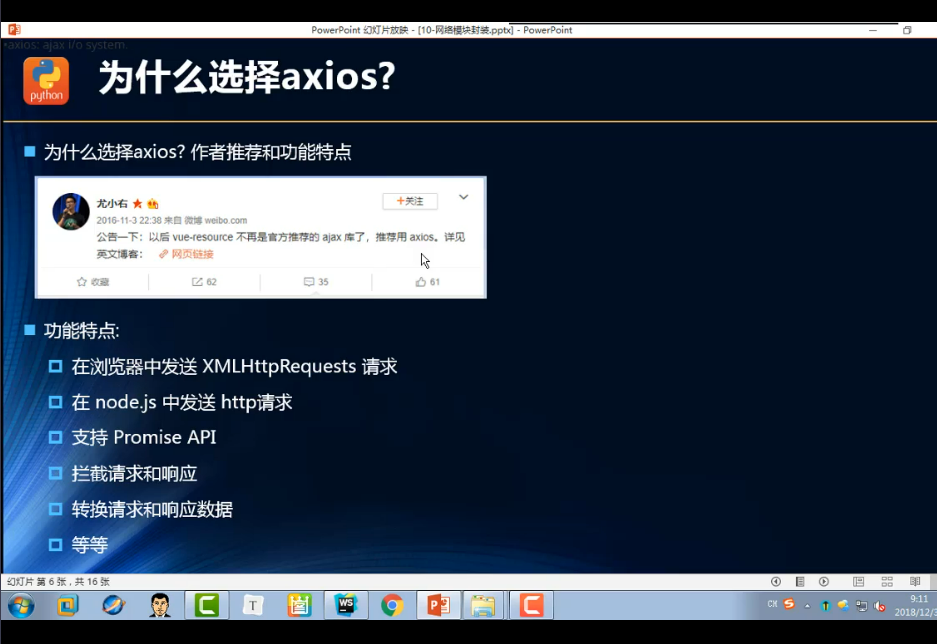 PowerPoint 幻灯片放映 - [10-网络模块封装.pptx] - PowerPoint
•axios: ajax i/o system.
python
为什么选择axios?
为什么选择axios? 作者推荐和功能特点
尤小右
+关注
2016-11-3 22:38 来自 微博 weibo.com
公告一下：以后 vue-resource 不再是官方推荐的 ajax 库了，推荐用 axios。详见
英文博客： 网页链接
收藏 62 35 61
功能特点:
在浏览器中发送 XMLHttpRequests 请求
在 node.js 中发送 http请求
支持 Promise API
拦截请求和响应
转换请求和响应数据
等等
幻灯片 第 6 张 , 共 16 张
T WS CH 9:11
2018/12/3